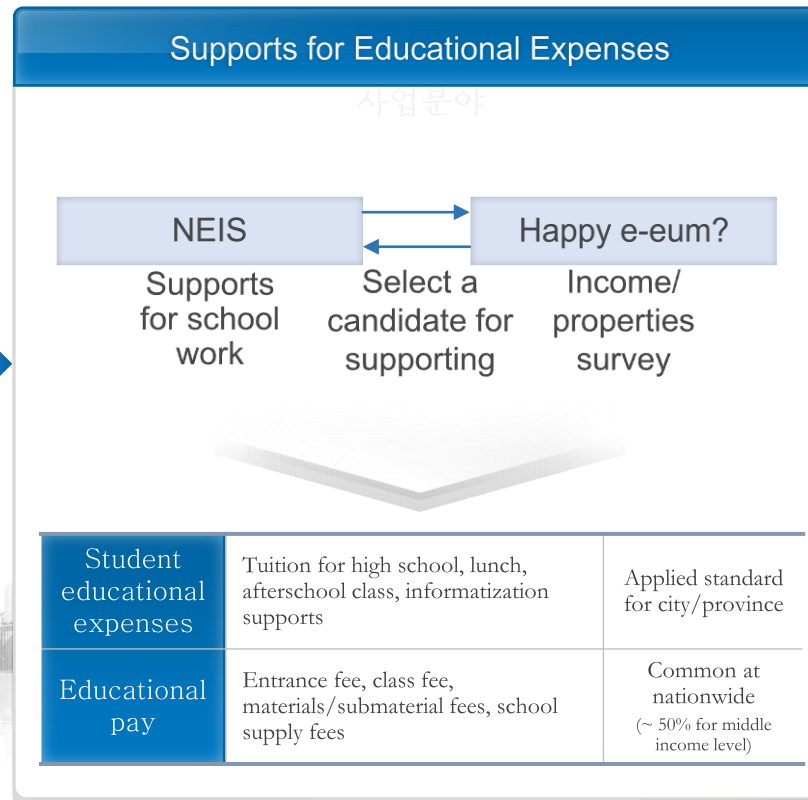 Supports for Educational Expenses
사업분야
NEIS
Happy e-eum?
Supports
for school
work
Select a
candidate for
supporting
Income/
properties
survey
Student
educational
expenses
Tuition for high school, lunch,
afterschool class, informatization
supports
Applied standard
for city/province
Educational
pay
Entrance fee, class fee,
materials/submaterial fees, school
supply fees
Common at
nationwide
(~ 50% for middle
income level)